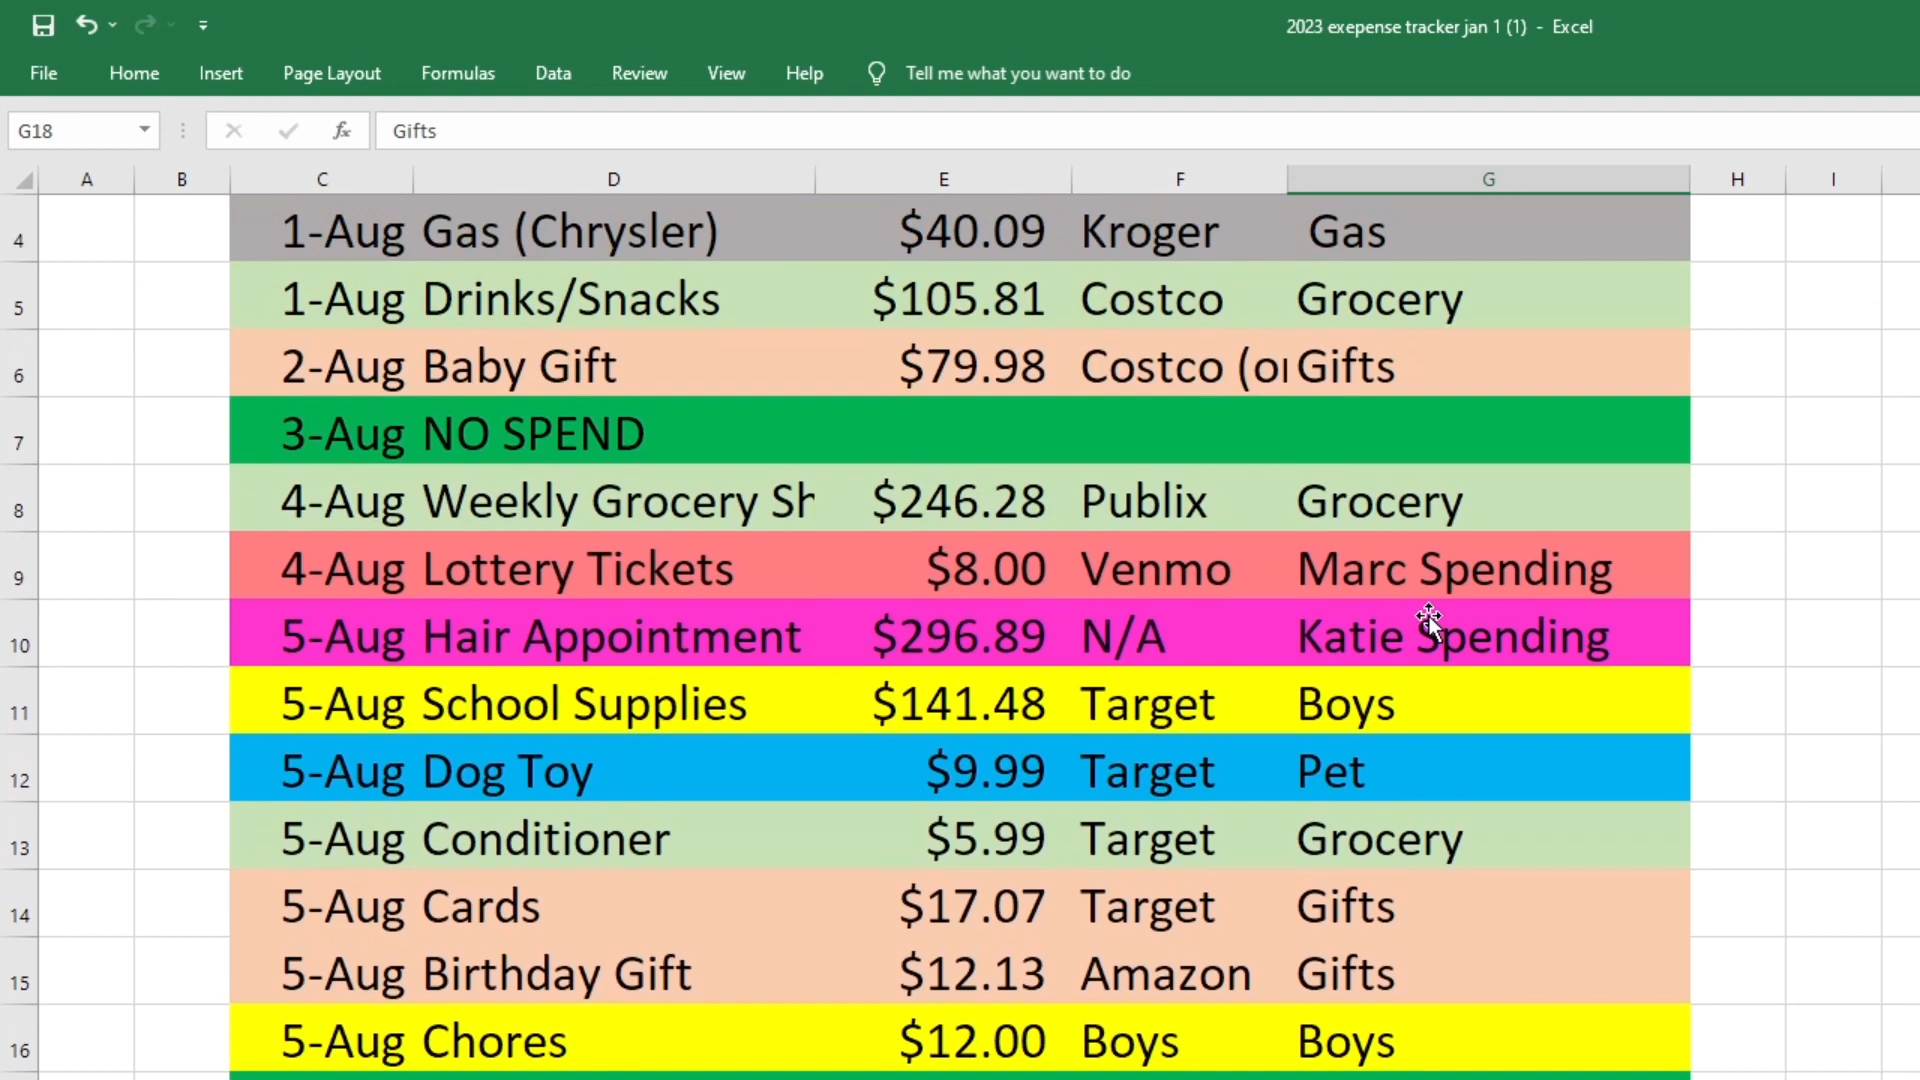 2023 exepense tracker jan 1 (1) - Excel
File Home Insert Page Layout Formulas Data Review View Help Tell me what you want to do
G18 fx Gifts
A B C D E F G H I
4 1-Aug Gas (Chrysler) $40.09 Kroger Gas
5 1-Aug Drinks/Snacks $105.81 Costco Grocery
6 2-Aug Baby Gift $79.98 Costco (or Gifts
7 3-Aug NO SPEND
8 4-Aug Weekly Grocery Sh $246.28 Publix Grocery
9 4-Aug Lottery Tickets $8.00 Venmo Marc Spending
10 5-Aug Hair Appointment $296.89 N/A Katie Spending
11 5-Aug School Supplies $141.48 Target Boys
12 5-Aug Dog Toy $9.99 Target Pet
13 5-Aug Conditioner $5.99 Target Grocery
14 5-Aug Cards $17.07 Target Gifts
15 5-Aug Birthday Gift $12.13 Amazon Gifts
16 5-Aug Chores $12.00 Boys Boys